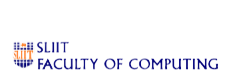 SLIIT
FACULTY OF COMPUTING